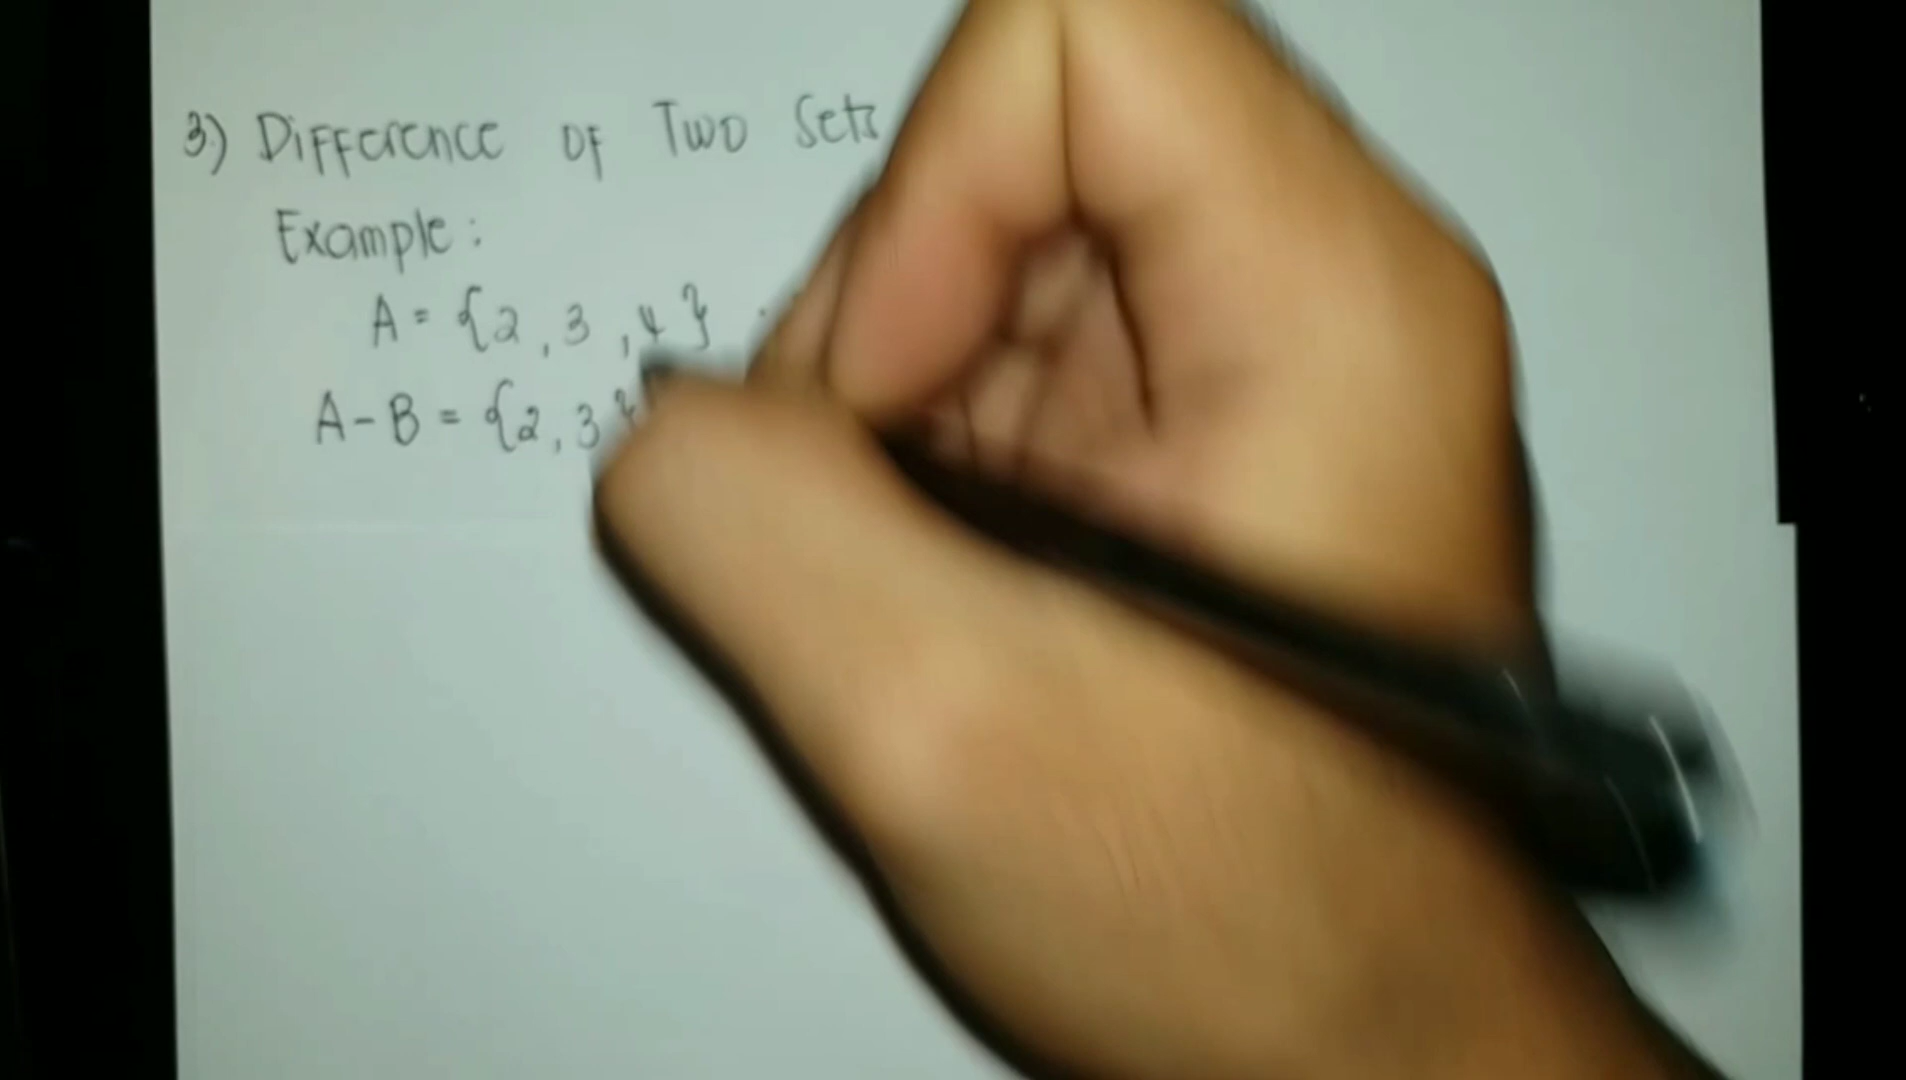 3.) Difference of Two Sets
Example :
A = {2, 3, 4}
A - B = {2, 3}